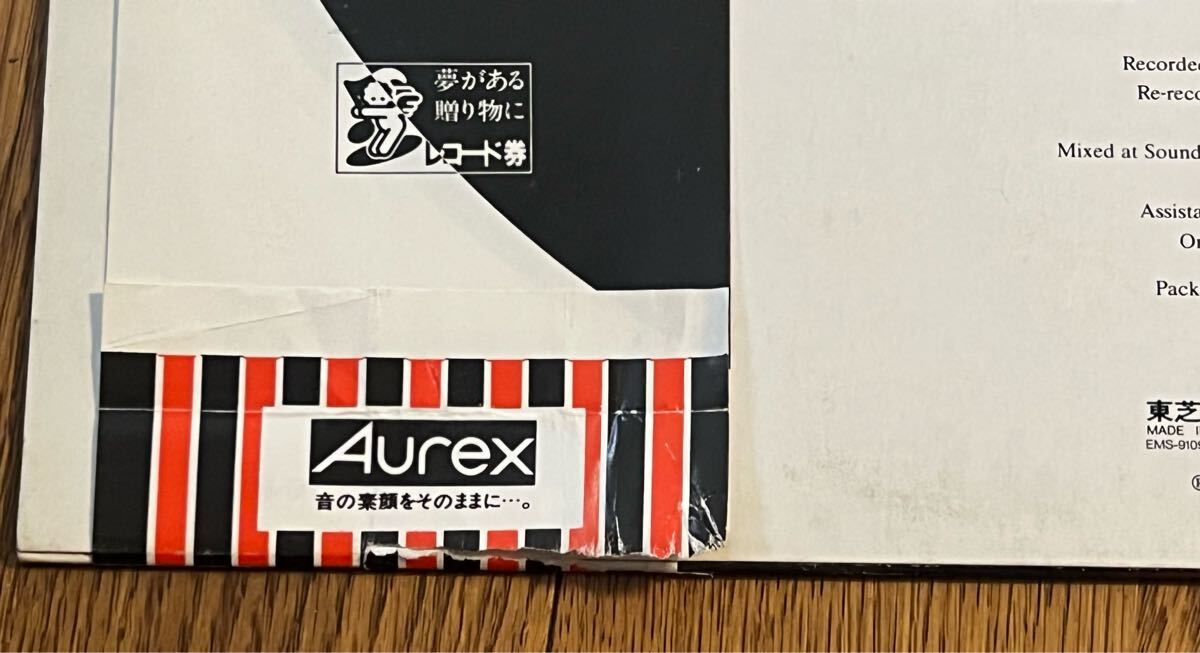 夢がある
贈り物に
レコード券
Recorded
Re-reco
Mixed at Sound
Assista
Or
Pack
Aurex
音の素顔をそのままに…。
東芝
MADE I
EMS-9109
℗